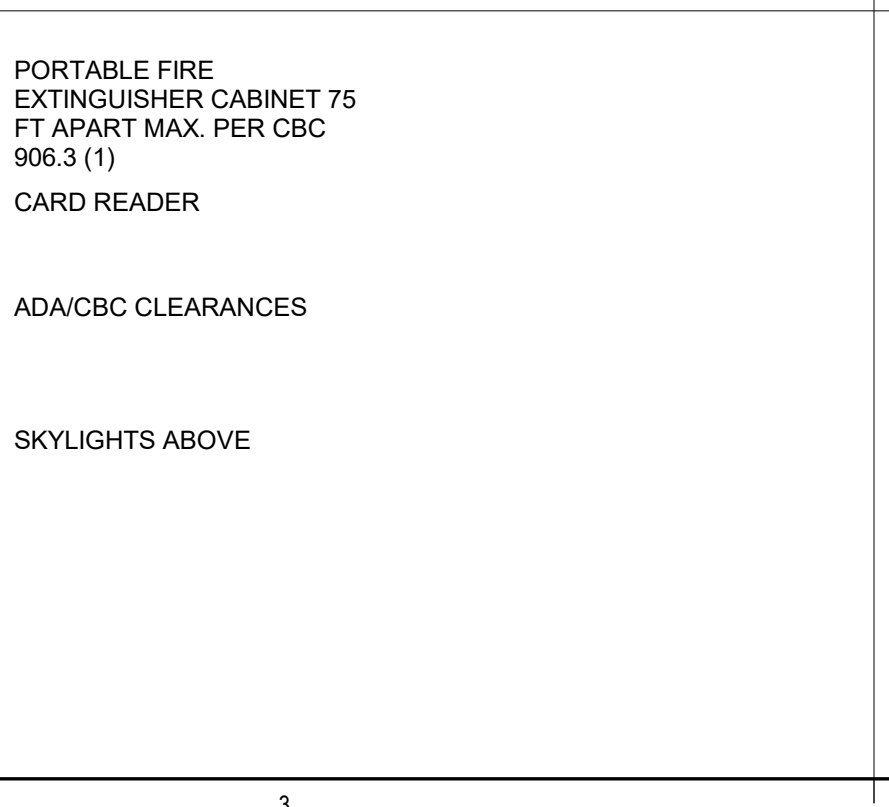 PORTABLE FIRE
EXTINGUISHER CABINET 75
FT APART MAX. PER CBC
906.3 (1)
CARD READER
ADA/CBC CLEARANCES
SKYLIGHTS ABOVE
3